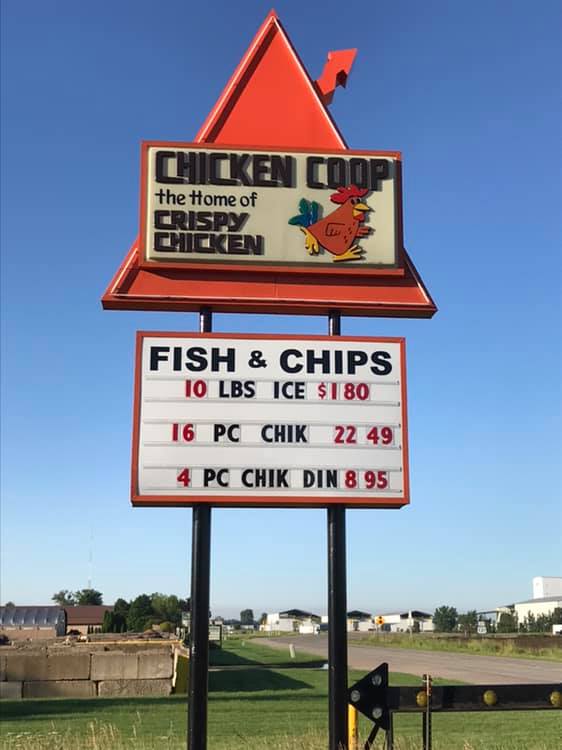 CHICKEN COOP
the Home of
CRISPY
CHICKEN
FISH & CHIPS
10 LBS ICE $1 80
16 PC CHIK 22 49
4 PC CHIK DIN 8 95